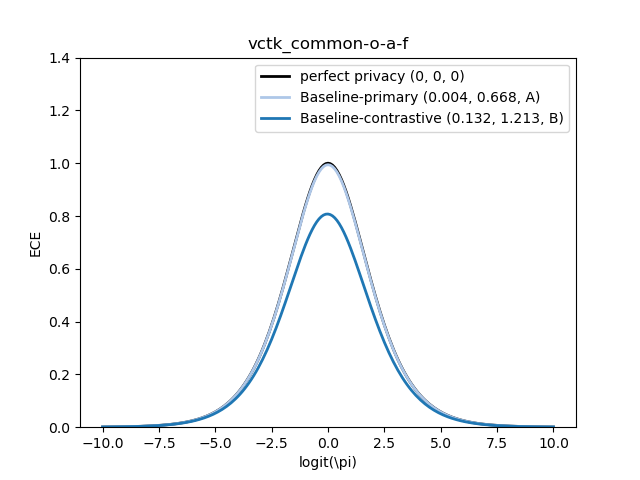 vctk_common-o-a-f
perfect privacy (0, 0, 0)
Baseline-primary (0.004, 0.668, A)
Baseline-contrastive (0.132, 1.213, B)
1.4
1.2
1.0
0.8
0.6
0.4
0.2
0.0
ECE
−10.0 −7.5 −5.0 −2.5 0.0 2.5 5.0 7.5 10.0
logit(\pi)